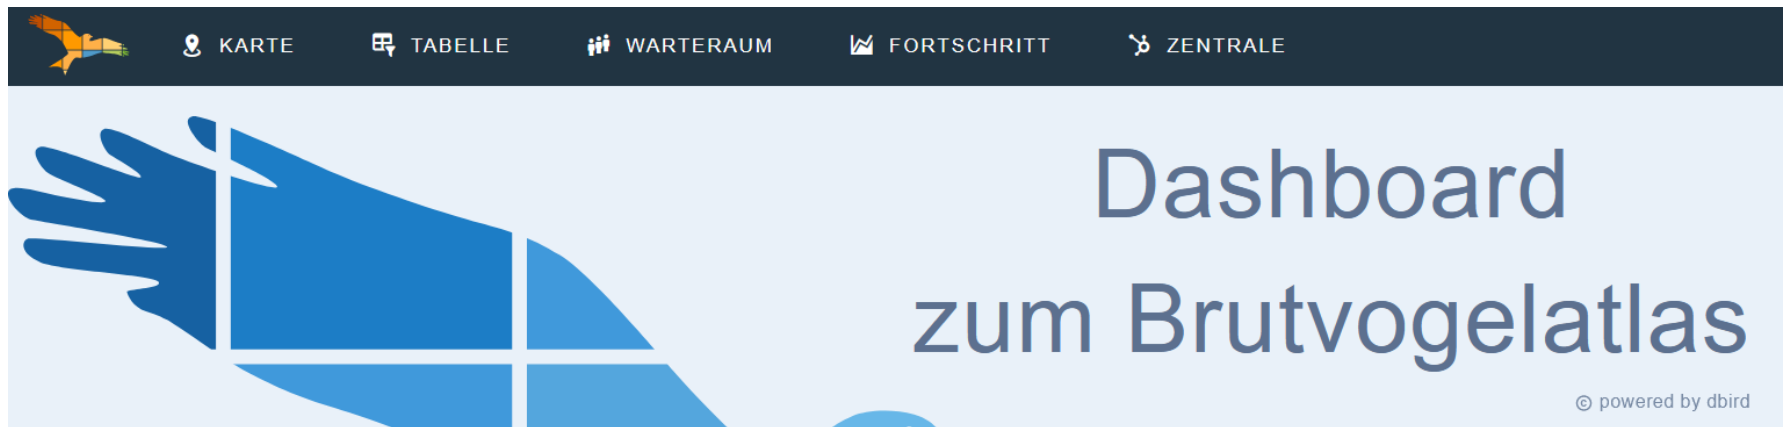 KARTE TABELLE WARTERAUM FORTSCHRITT ZENTRALE
Dashboard
zum Brutvogelatlas
© powered by dbird